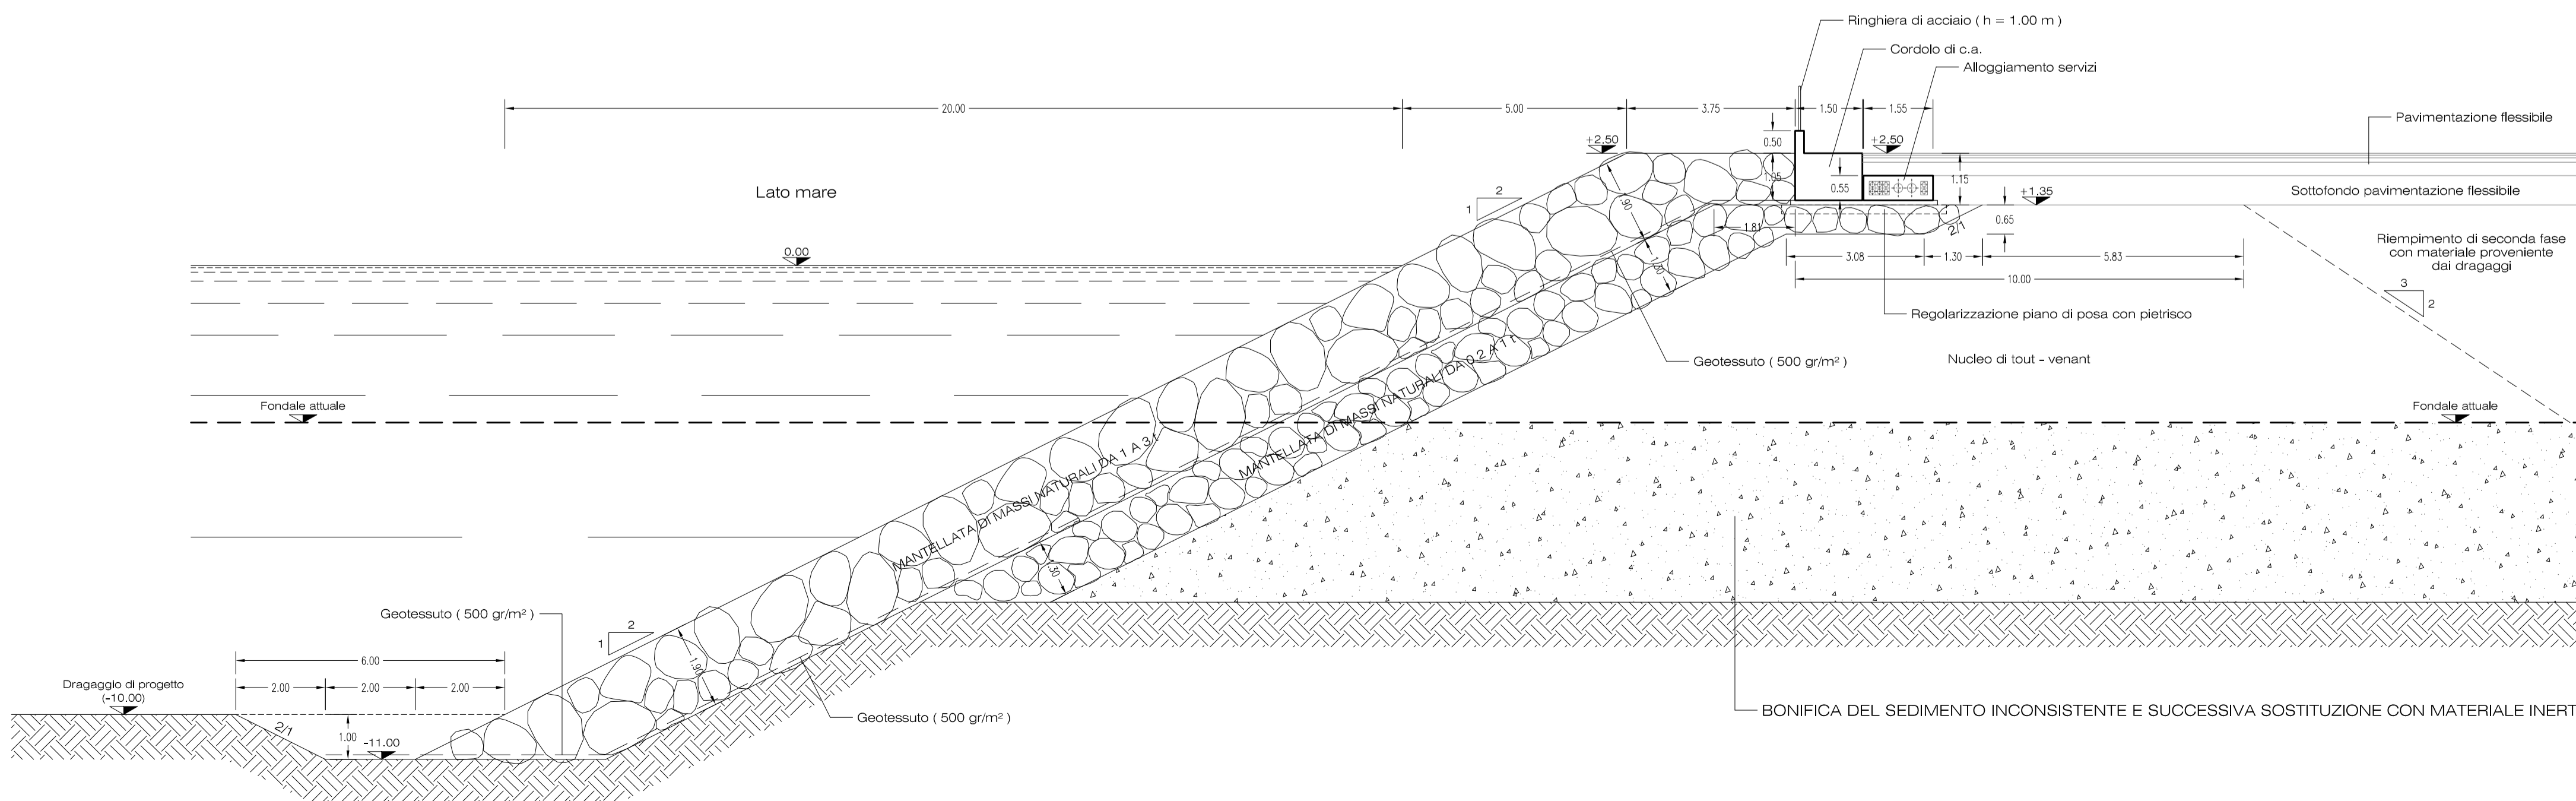 Ringhiera di acciaio ( h = 1.00 m )
Cordolo di c.a.
Alloggiamento servizi
20.00
5.00
3.75
1.50
1.55
Pavimentazione flessibile
+2.50
0.50
+2.50
1.05
0.55
1.15
Lato mare
2
1
.90
+1.35
Sottofondo pavimentazione flessibile
0.65
1.81
2/1
Riempimento di seconda fase
con materiale proveniente
dai dragaggi
0.00
1.30
3.08
1.30
5.83
10.00
3
2
Regolarizzazione piano di posa con pietrisco
Geotessuto ( 500 gr/m² )
Nucleo di tout - venant
MANTELLATA DI MASSI NATURALI DA 0.2 A 1 t
Fondale attuale
Fondale attuale
MANTELLATA DI MASSI NATURALI DA 1 A 3 t
.30
Geotessuto ( 500 gr/m² )
2
1
1.90
6.00
2.00
2.00
2.00
Dragaggio di progetto
(-10.00)
2/1
1.00
-11.00
Geotessuto ( 500 gr/m² )
BONIFICA DEL SEDIMENTO INCONSISTENTE E SUCCESSIVA SOSTITUZIONE CON MATERIALE INERT